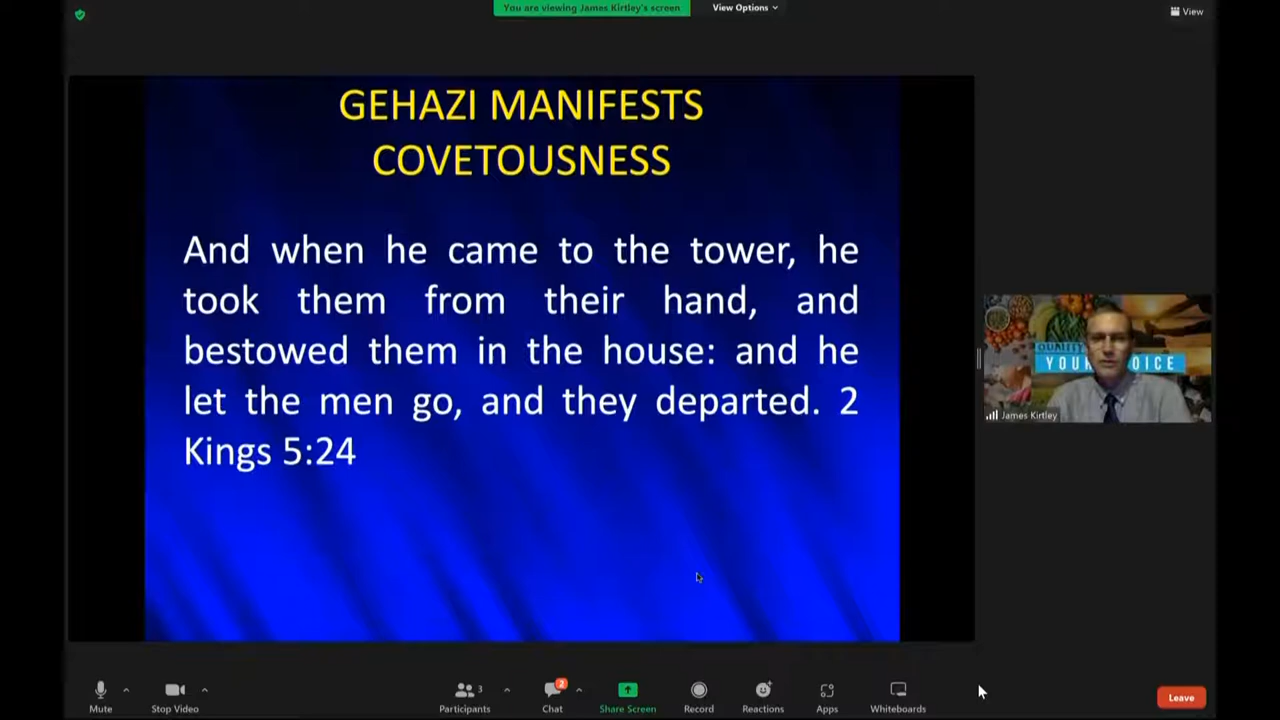 You are viewing James Kirtley's screen
View Options
View
GEHAZI MANIFESTS
COVETOUSNESS
And when he came to the tower, he
took them from their hand, and
bestowed them in the house: and he
let the men go, and they departed. 2
Kings 5:24
YOUR
OICE
James Kirtley
Mute
Stop Video
Participants
3
Chat
2
Share Screen
Record
Reactions
Apps
Whiteboards
Leave